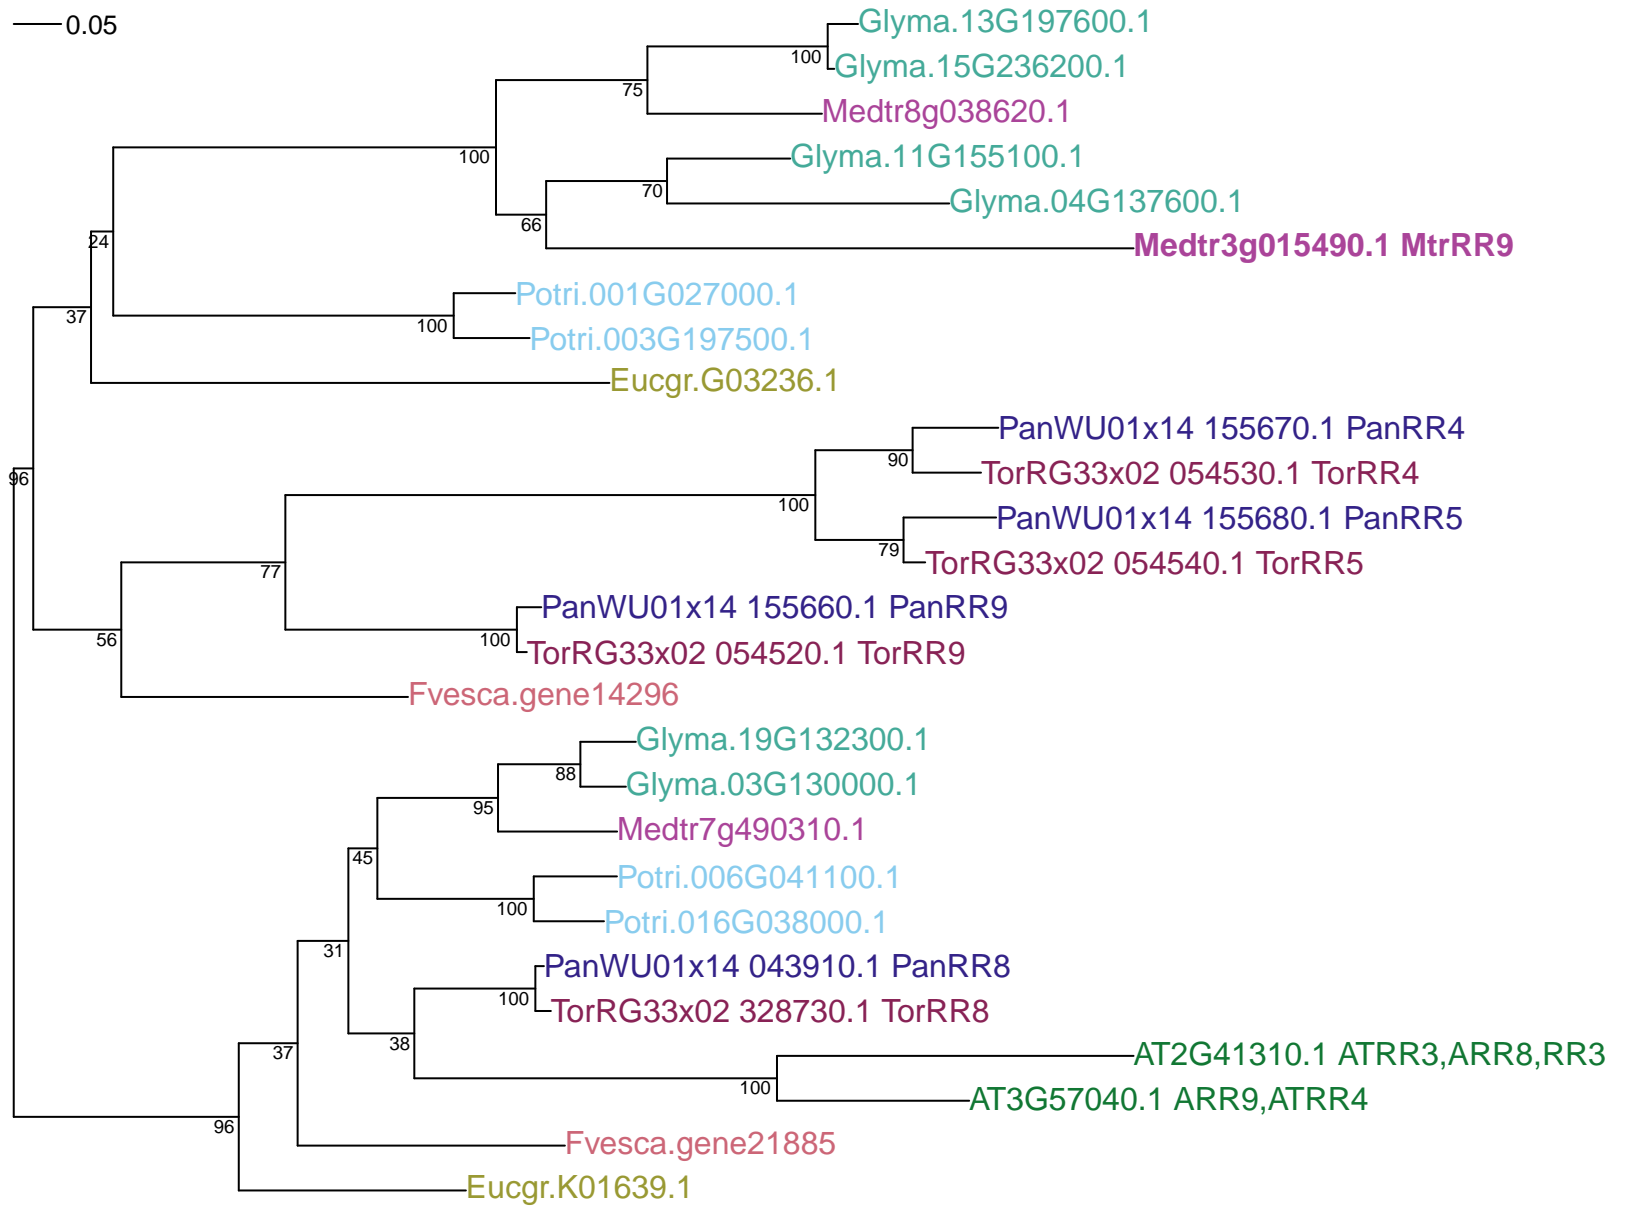 0.05
Glyma.13G197600.1
100
Glyma.15G236200.1
75
Medtr8g038620.1
100
Glyma.11G155100.1
70
Glyma.04G137600.1
66
Medtr3g015490.1 MtrRR9
24
Potri.001G027000.1
37
100
Potri.003G197500.1
Eucgr.G03236.1
PanWU01x14 155670.1 PanRR4
90
TorRG33x02 054530.1 TorRR4
96
100
PanWU01x14 155680.1 PanRR5
79
TorRG33x02 054540.1 TorRR5
77
PanWU01x14 155660.1 PanRR9
56
100
TorRG33x02 054520.1 TorRR9
Fvesca.gene14296
Glyma.19G132300.1
88
Glyma.03G130000.1
95
Medtr7g490310.1
45
Potri.006G041100.1
100
Potri.016G038000.1
31
PanWU01x14 043910.1 PanRR8
100
TorRG33x02 328730.1 TorRR8
38
37
AT2G41310.1 ATRR3,ARR8,RR3
100
AT3G57040.1 ARR9,ATRR4
96
Fvesca.gene21885
Eucgr.K01639.1